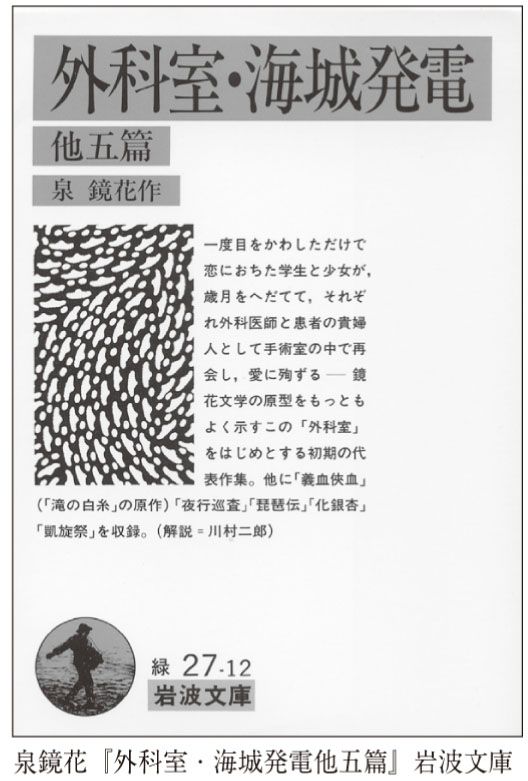 外科室・海城発電
他五篇
泉 鏡花作
一度目をかわしただけで
恋におちた学生と少女が,
歳月をへだてて, それぞ
れ外科医師と患者の貴婦
人として手術室の中で再
会し, 愛に殉ずる ― 鏡
花文学の原型をもっとも
よく示すこの「外科室」
をはじめとする初期の代
表作集。他に「義血俠血」
(「滝の白糸」の原作)「夜行巡査」「琵琶伝」「化銀杏」
「凱旋祭」を収録。(解説=川村二郎)
緑 27-12
岩波文庫
泉鏡花『外科室・海城発電他五篇』岩波文庫